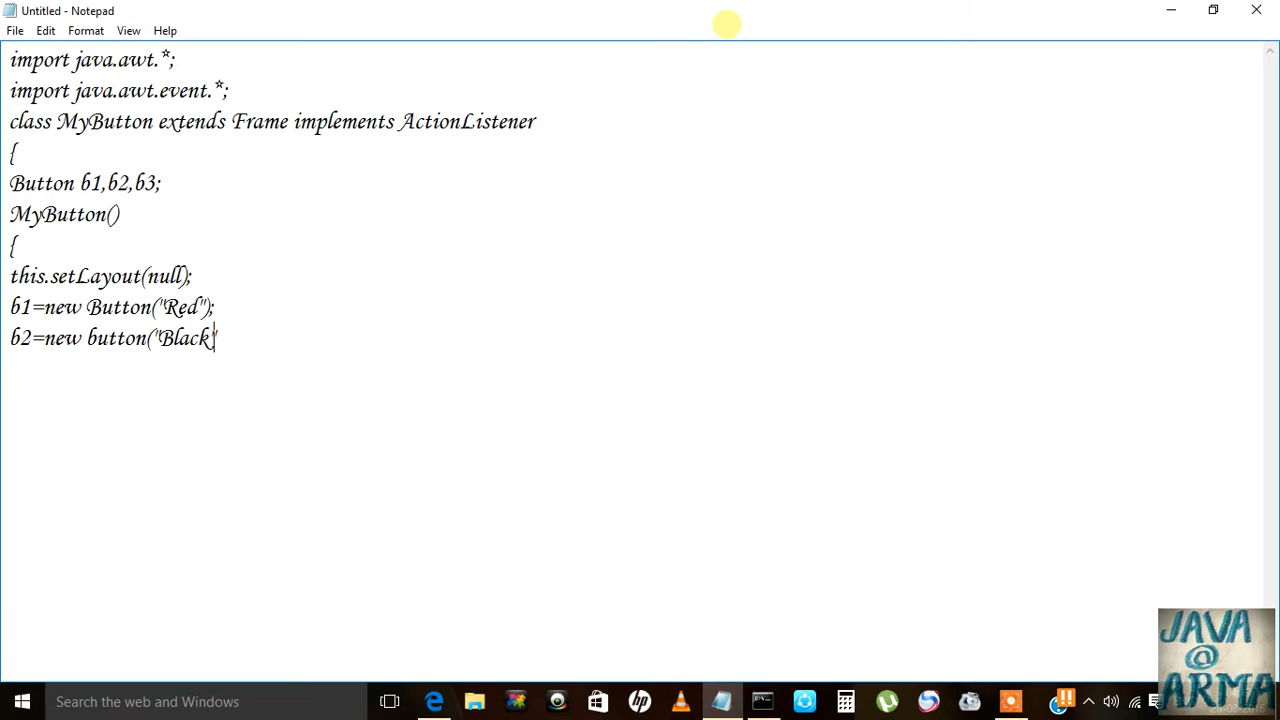 Untitled - Notepad
File Edit Format View Help
import java.awt.*;
import java.awt.event.*;
class MyButton extends Frame implements ActionListener
{
Button b1,b2,b3;
MyButton()
{
this.setLayout(null);
b1=new Button("Red");
b2=new button("Black"
JAVA
@
ARMA
Search the web and Windows